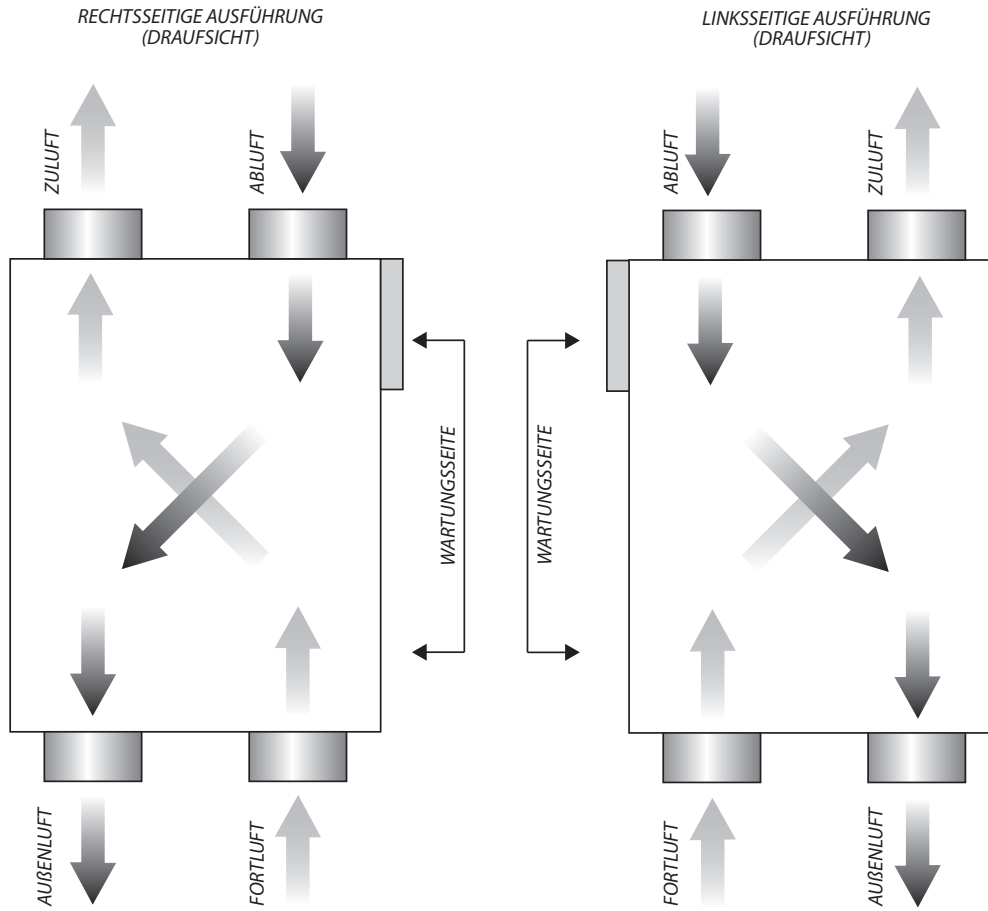 RECHTSSEITIGE AUSFÜHRUNG
(DRAUFSICHT)
LINKSSEITIGE AUSFÜHRUNG
(DRAUFSICHT)
ZULUFT
ABLUFT
ABLUFT
ZULUFT
WARTUNGSSEITE
WARTUNGSSEITE
AUßENLUFT
FORTLUFT
FORTLUFT
AUßENLUFT